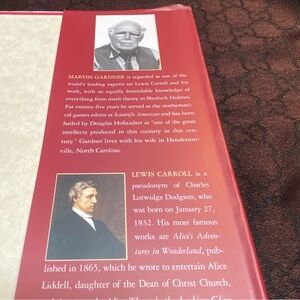 MARTIN GARDNER is regarded as one of the
world's leading experts on Lewis Carroll and his
work, with an equally formidable knowledge of
everything from math theory to Sherlock Holmes.
For twenty-five years he served as the mathemat-
ical games editor at Scientific American and has been
hailed by Douglas Hofstadter as "one of the great
intellects produced in this country in this cen-
tury." Gardner lives with his wife in Henderson-
ville, North Carolina.
LEWIS CARROLL is a
pseudonym of Charles
Lutwidge Dodgson, who
was born on January 27,
1832. His most famous
works are Alice's Adven-
tures in Wonderland, pub-
lished in 1865, which he wrote to entertain Alice
Liddell, daughter of the Dean of Christ Church,